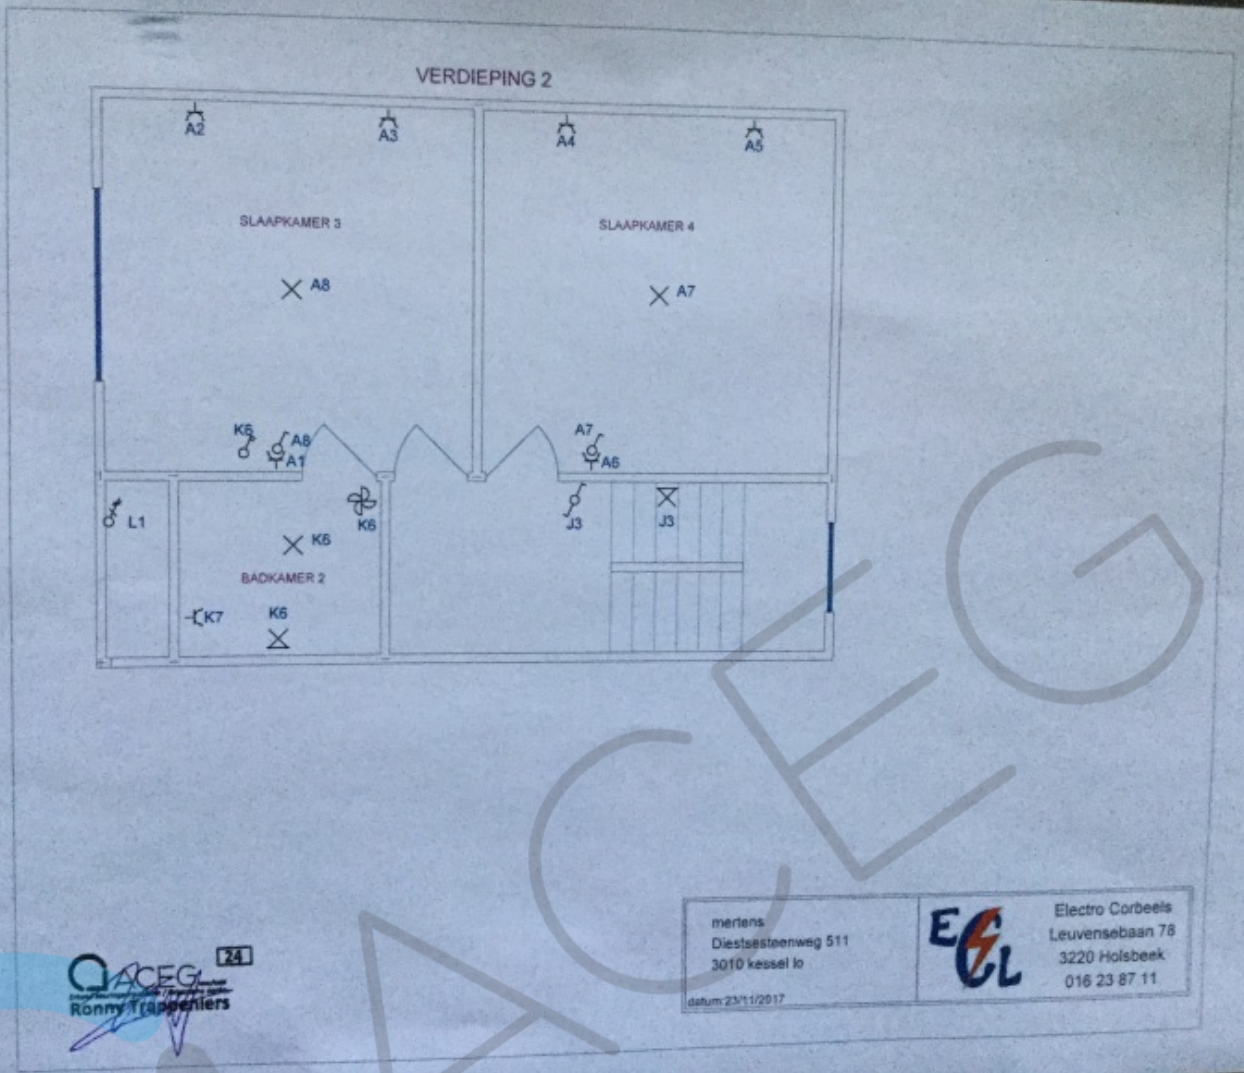 VERDIEPING 2
A2
A3
A4
A5
SLAAPKAMER 3
SLAAPKAMER 4
A8
A7
K6
A8
A1
A7
A6
L1
K6
J3
J3
K6
BADKAMER 2
K7
K6
ACEG
mertens
Diestsesteenweg 511
3010 kessel lo
datum 23/11/2017
ECL
Electro Corbeels
Leuvensebaan 78
3220 Holsbeek
016 23 87 11
24
ACEG
Ronny Trappeniers